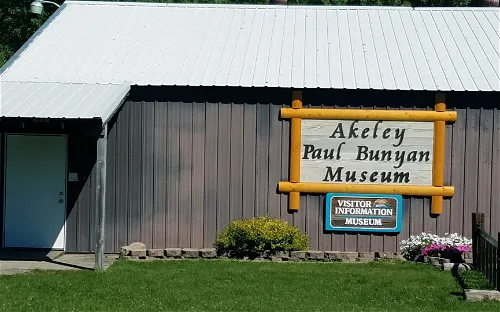 Akeley
Paul Bunyan
Museum
VISITOR
INFORMATION
MUSEUM